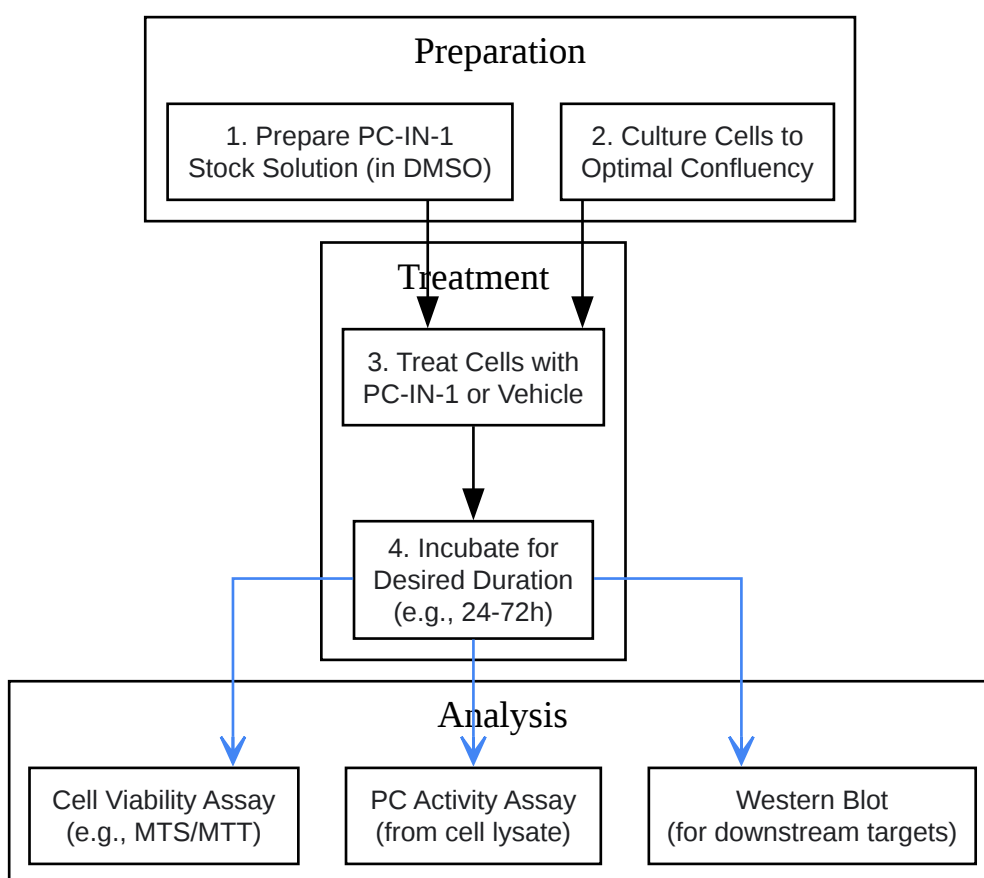 Preparation
1. Prepare PC-IN-1
Stock Solution (in DMSO)
2. Culture Cells to
Optimal Confluency
Treatment
3. Treat Cells with
PC-IN-1 or Vehicle
4. Incubate for
Desired Duration
(e.g., 24-72h)
Analysis
Cell Viability Assay
(e.g., MTS/MTT)
PC Activity Assay
(from cell lysate)
Western Blot
(for downstream targets)